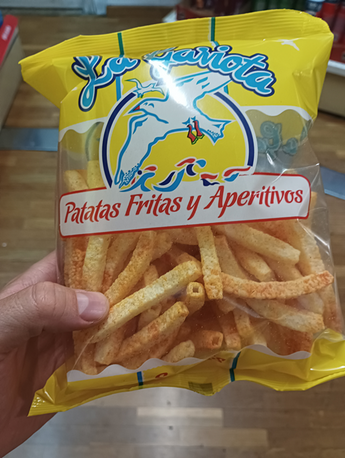 La Gaviota
Patatas Fritas y Aperitivos